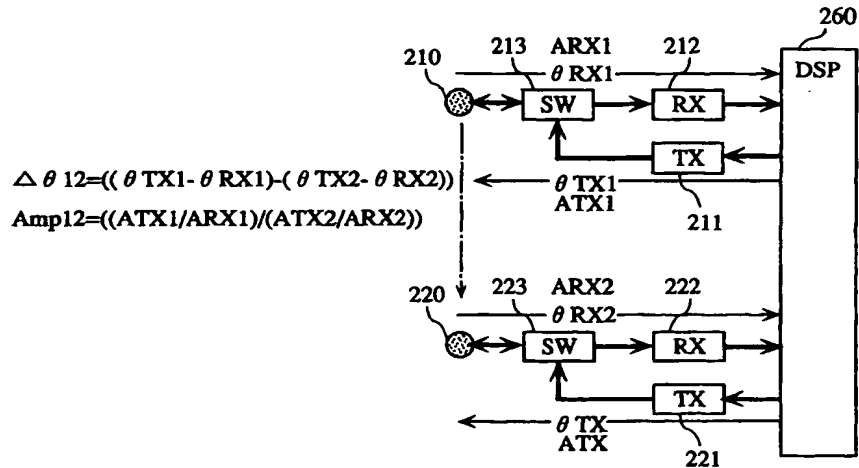 260
213 ARX1 212
DSP
210
θ RX1
SW RX
TX
△ θ 12=((θ TX1- θ RX1)-( θ TX2- θ RX2))
θ TX1
ATX1
211
Amp12=((ATX1/ARX1)/(ATX2/ARX2))
223 ARX2 222
220
θ RX2
SW RX
TX
θ TX
ATX
221